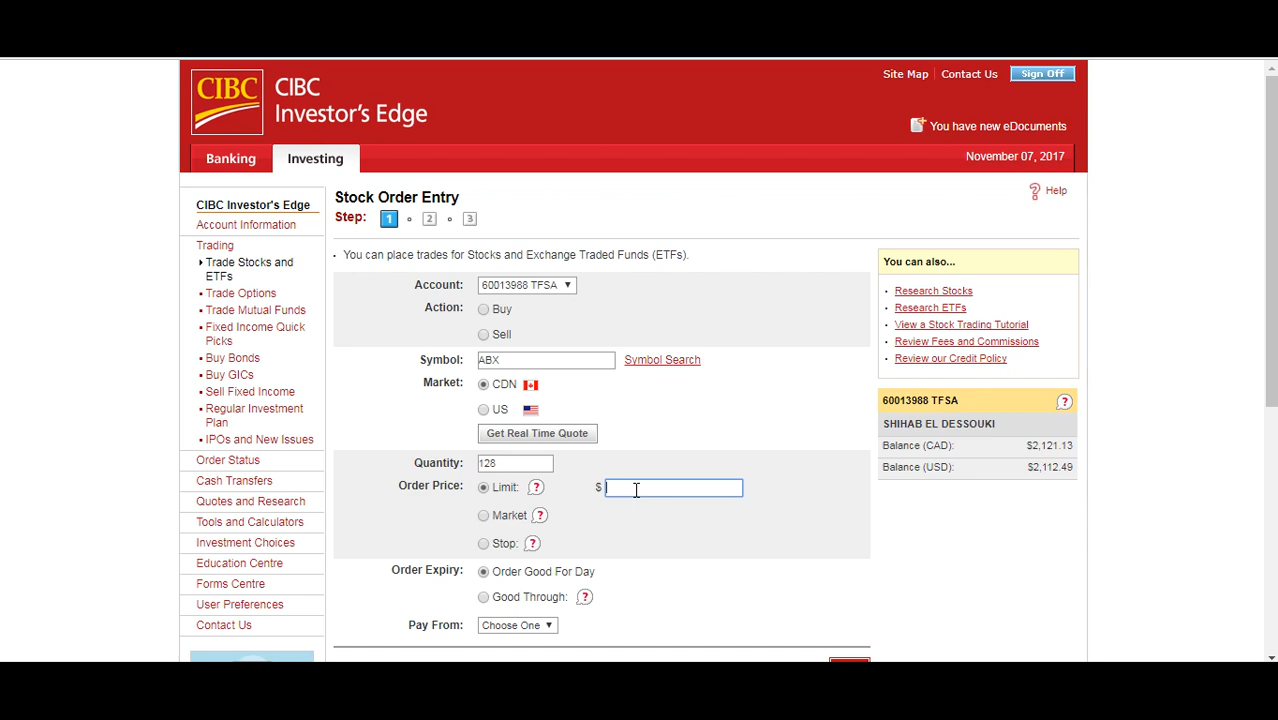 CIBC
CIBC
Investor's Edge
Site Map
Contact Us
Sign Off
You have new eDocuments
Banking
Investing
November 07, 2017
CIBC Investor's Edge
Account Information
Trading
Trade Stocks and
ETFs
Trade Options
Trade Mutual Funds
Fixed Income Quick
Picks
Buy Bonds
Buy GICs
Sell Fixed Income
Regular Investment
Plan
IPOs and New Issues
Order Status
Cash Transfers
Quotes and Research
Tools and Calculators
Investment Choices
Education Centre
Forms Centre
User Preferences
Contact Us
Stock Order Entry
? Help
Step: 1 2 3
You can place trades for Stocks and Exchange Traded Funds (ETFs).
Account: 60013988 TFSA
Action: Buy
Sell
Symbol: ABX Symbol Search
Market: CDN
US
Get Real Time Quote
Quantity: 128
Order Price: Limit: ? $
Market ?
Stop: ?
Order Expiry: Order Good For Day
Good Through: ?
Pay From: Choose One
You can also...
Research Stocks
Research ETFs
View a Stock Trading Tutorial
Review Fees and Commissions
Review our Credit Policy
60013988 TFSA ?
SHIHAB EL DESSOUKI
Balance (CAD): $2,121.13
Balance (USD): $2,112.49